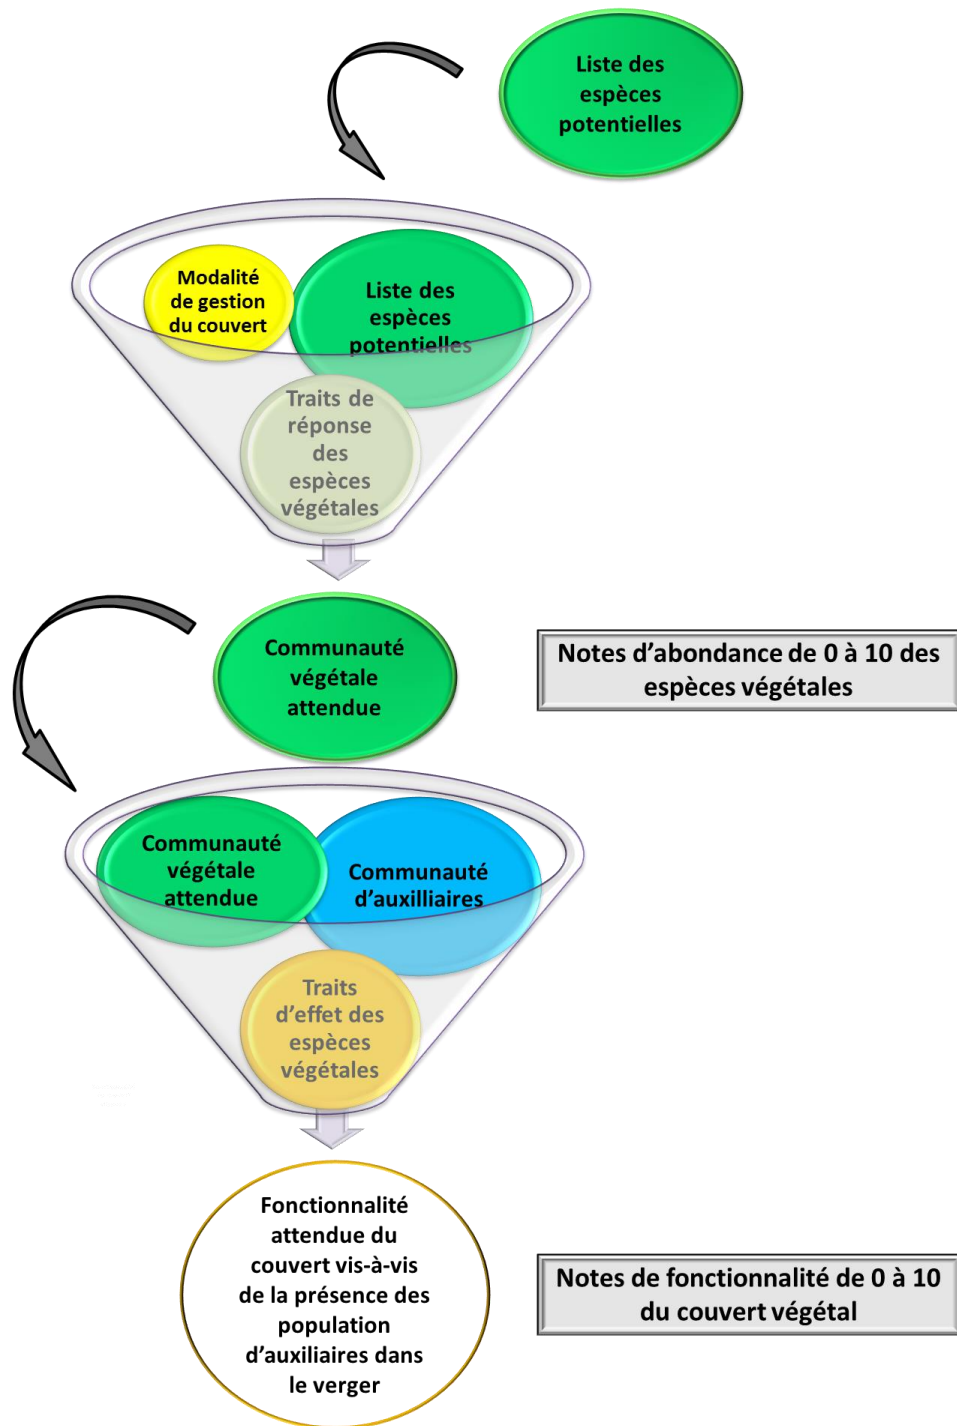 Liste des
espèces
potentielles
Modalité
de gestion
du couvert
Liste des
espèces
potentielles
Traits de
réponse
des
espèces
végétales
Communauté
végétale
attendue
Notes d’abondance de 0 à 10 des
espèces végétales
Communauté
végétale
attendue
Communauté
d’auxilliaires
Traits
d’effet des
espèces
végétales
Fonctionnalité
attendue du
couvert vis-à-vis
de la présence des
population
d’auxiliaires dans
le verger
Notes de fonctionnalité de 0 à 10
du couvert végétal